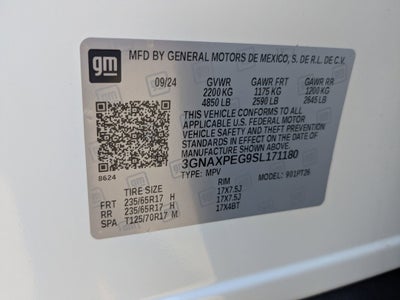 gm
MFD BY GENERAL MOTORS DE MEXICO, S. DE R.L. DE C.V.
09/24 GVWR GAWR FRT GAWR RR
2200 KG 1175 KG 1200 KG
4850 LB 2590 LB 2645 LB
THIS VEHICLE CONFORMS TO ALL
APPLICABLE U.S. FEDERAL MOTOR
VEHICLE SAFETY AND THEFT PREVENTION
STANDARDS IN EFFECT ON THE DATE OF
MANUFACTURE SHOWN ABOVE.
3GNAXPEG9SL171180
TYPE: MPV MODEL: 901PT26
8624
TIRE SIZE RIM
FRT 235/65R17 H 17X7.5J
RR 235/65R17 H 17X7.5J
SPA T125/70R17 M 17X4BT